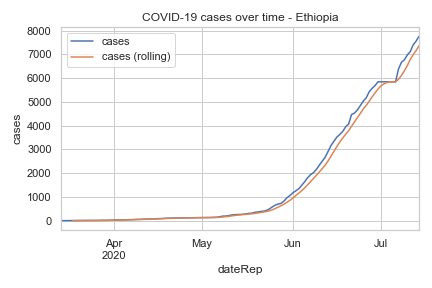 COVID-19 cases over time - Ethiopia
8000
7000
6000
5000
4000
3000
2000
1000
0
cases
cases
cases (rolling)
Apr
2020
May
Jun
Jul
dateRep